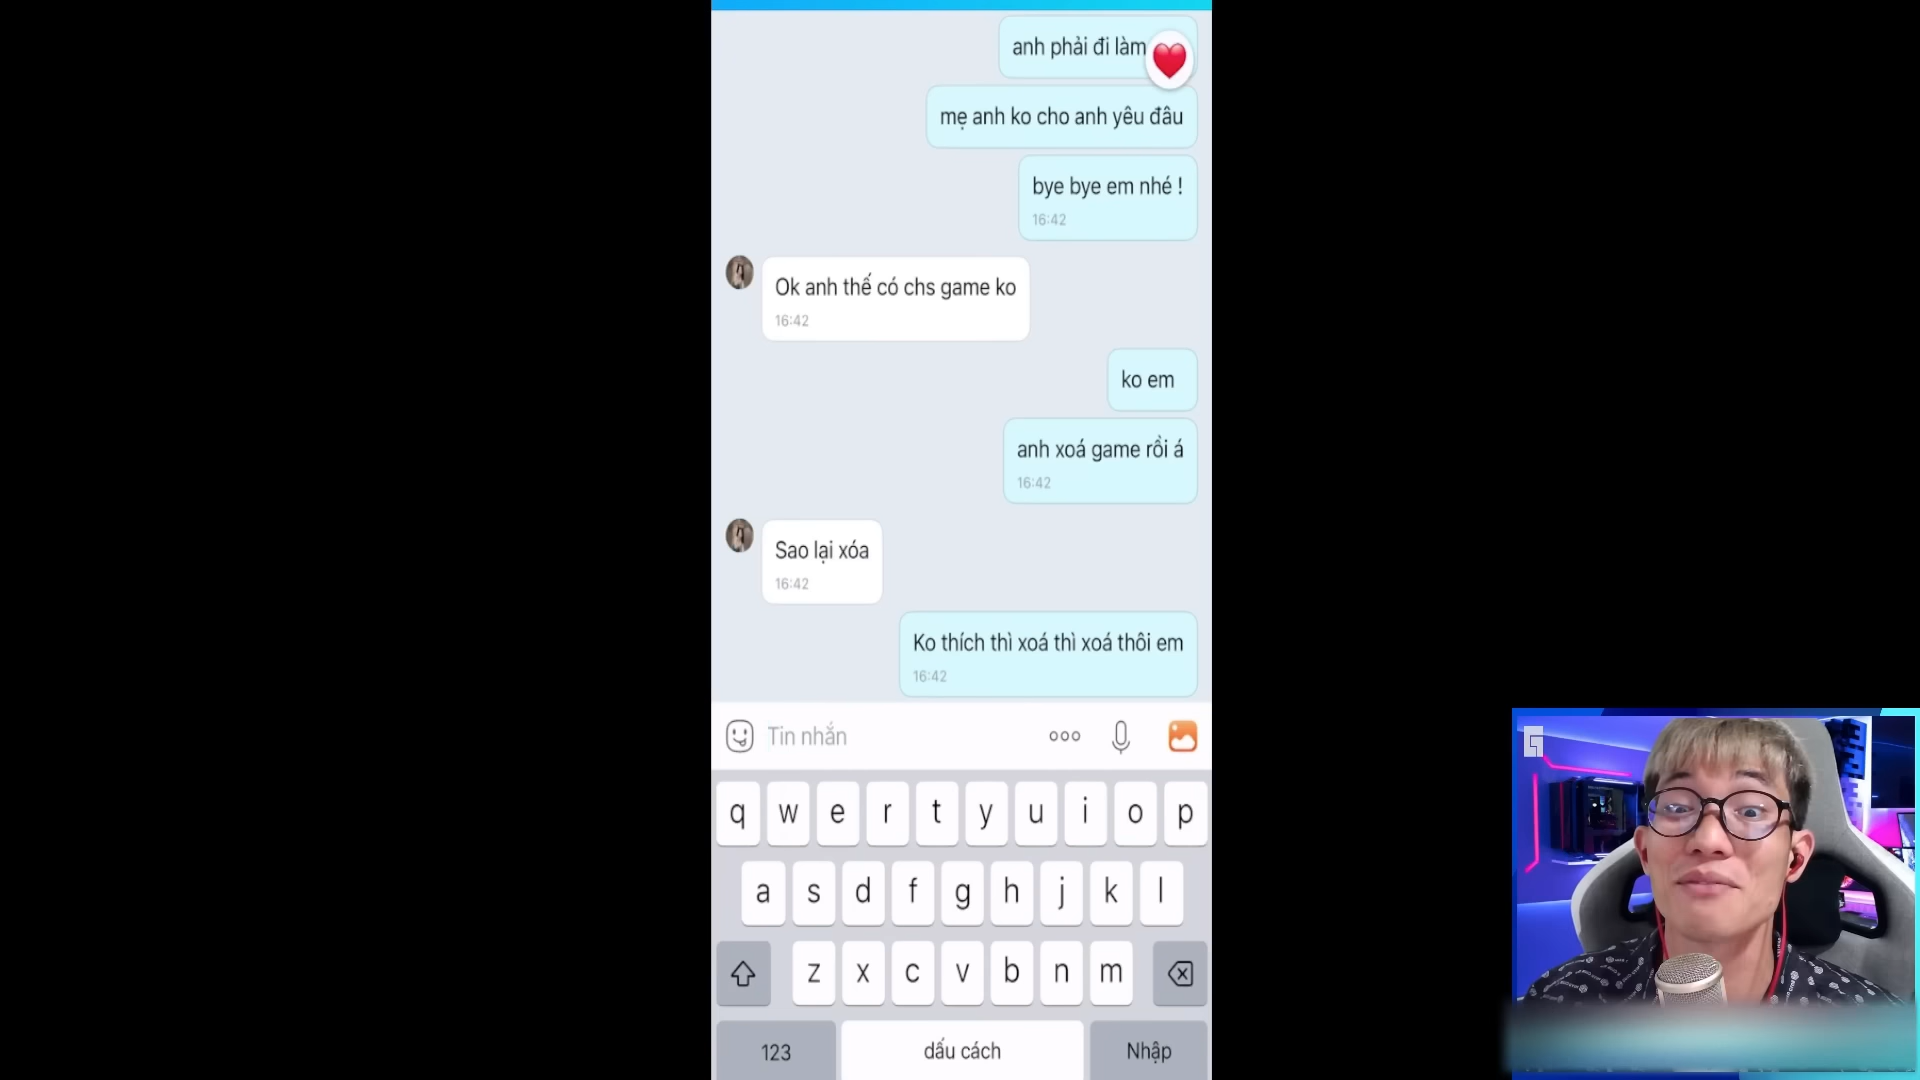 anh phải đi làm
mẹ anh ko cho anh yêu đâu
bye bye em nhé !
16:42
Ok anh thế có chs game ko
16:42
ko em
anh xoá game rồi á
16:42
Sao lại xóa
16:42
Ko thích thì xoá thì xoá thôi em
16:42
Tin nhắn
q w e r t y u i o p
a s d f g h j k l
z x c v b n m
123 dấu cách Nhập